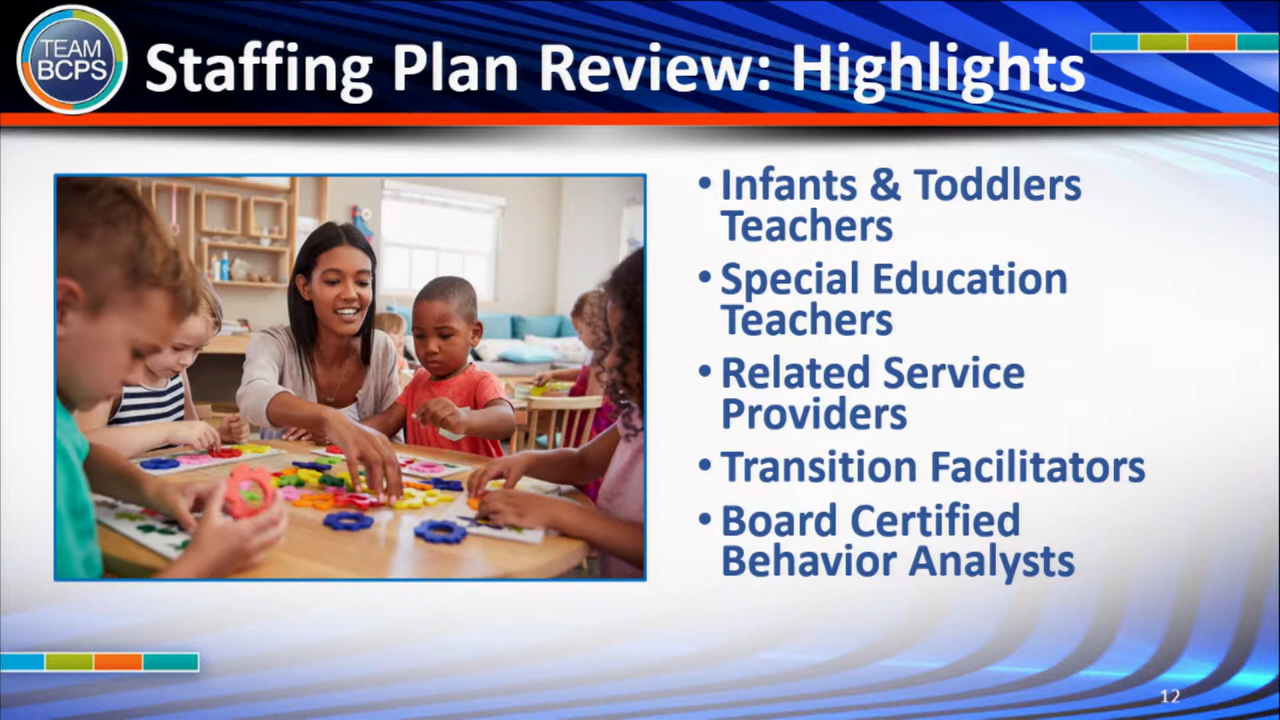 TEAM
BCPS
Staffing Plan Review: Highlights
• Infants & Toddlers
Teachers
• Special Education
Teachers
• Related Service
Providers
• Transition Facilitators
• Board Certified
Behavior Analysts
12